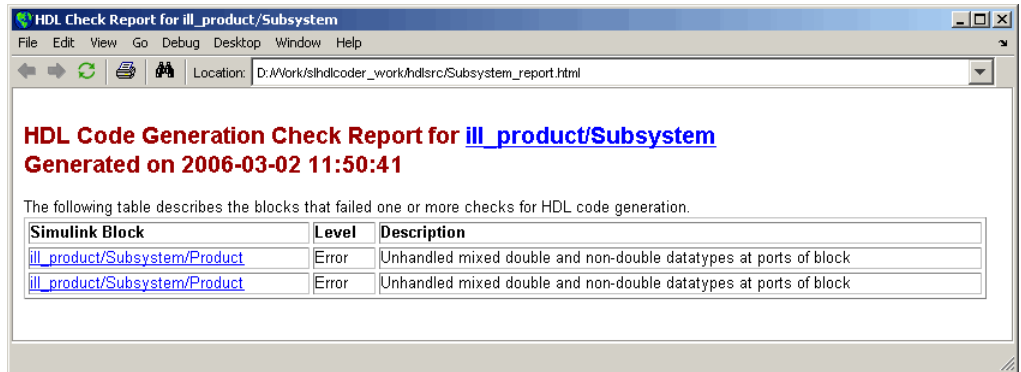 HDL Check Report for ill_product/Subsystem
File Edit View Go Debug Desktop Window Help
Location: D:/Work/slhdlcoder_work/hdlsrc/Subsystem_report.html
HDL Code Generation Check Report for ill_product/Subsystem
Generated on 2006-03-02 11:50:41
The following table describes the blocks that failed one or more checks for HDL code generation.
Simulink Block Level Description
ill_product/Subsystem/Product Error Unhandled mixed double and non-double datatypes at ports of block
ill_product/Subsystem/Product Error Unhandled mixed double and non-double datatypes at ports of block